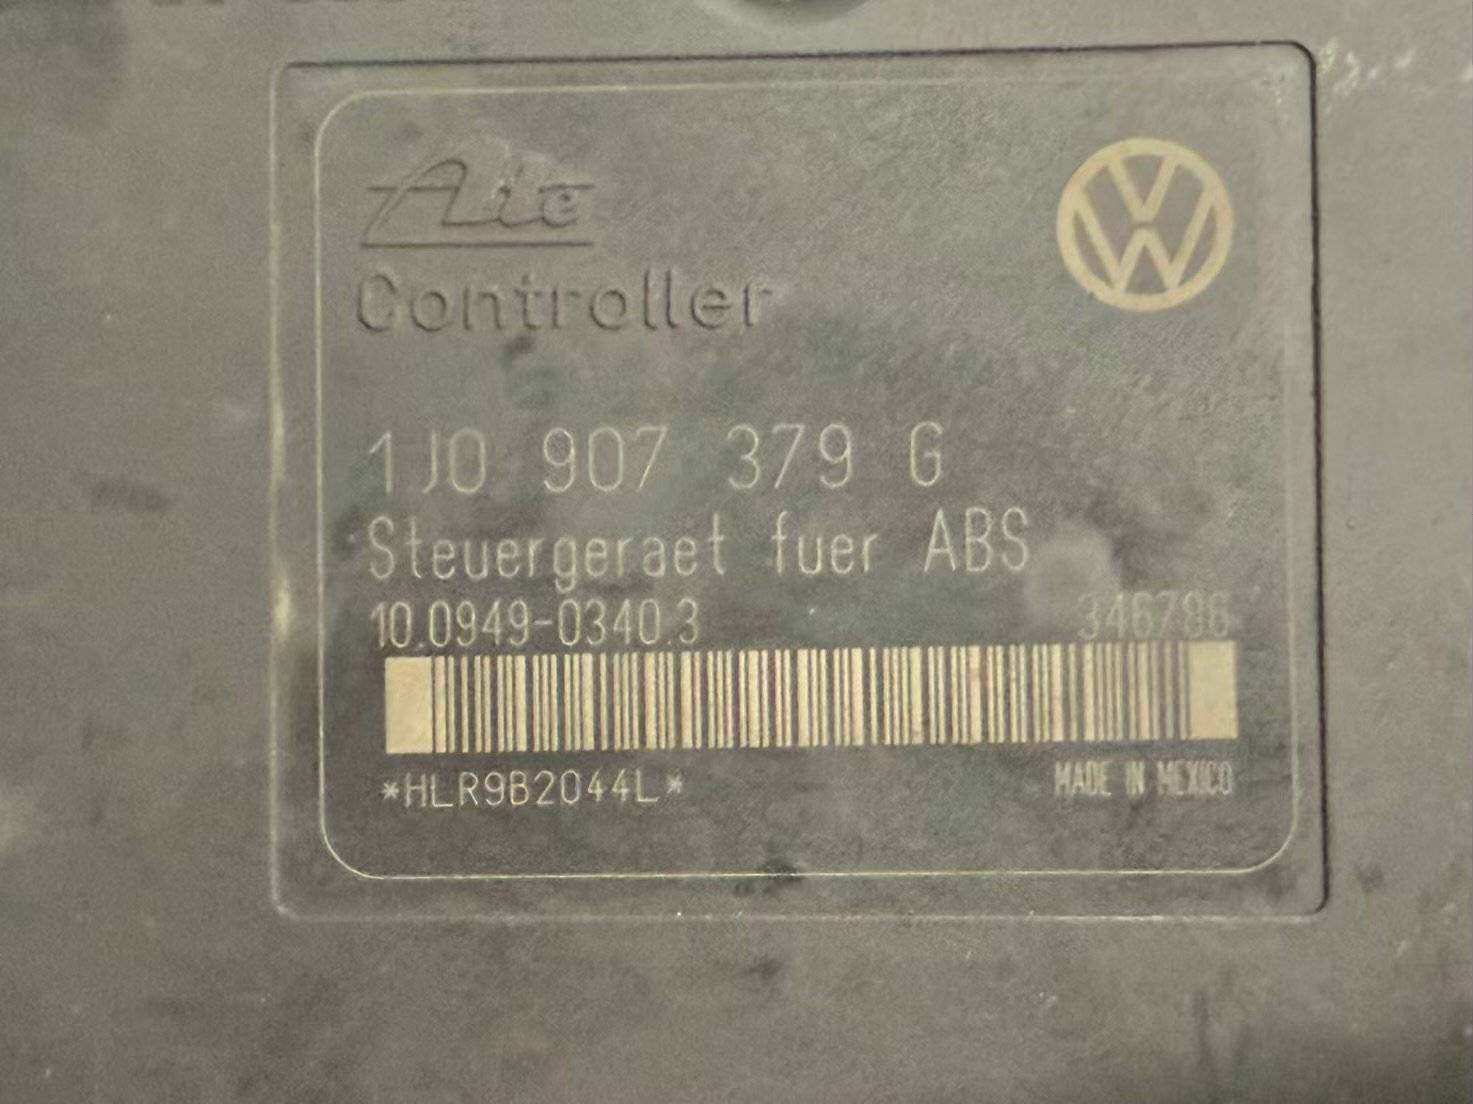 Ate
Controller
1J0 907 379 G
Steuergeraet fuer ABS
10.0949-0340.3 346786
*HLR9B2044L*
MADE IN MEXICO